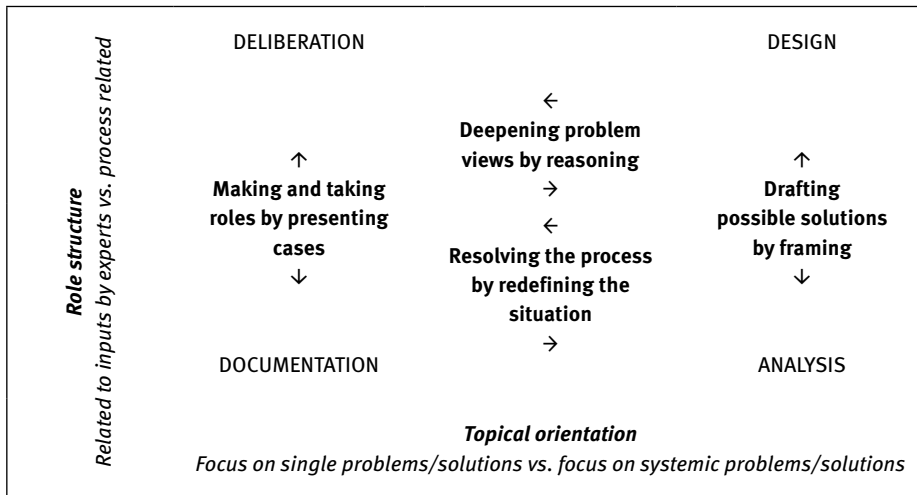 Role structure
Related to inputs by experts vs. process related
DELIBERATION
DESIGN
←
Deepening problem
views by reasoning
→
↑
Making and taking
roles by presenting
cases
↓
←
Resolving the process
by redefining the
situation
→
↑
Drafting
possible solutions
by framing
↓
DOCUMENTATION
ANALYSIS
Topical orientation
Focus on single problems/solutions vs. focus on systemic problems/solutions